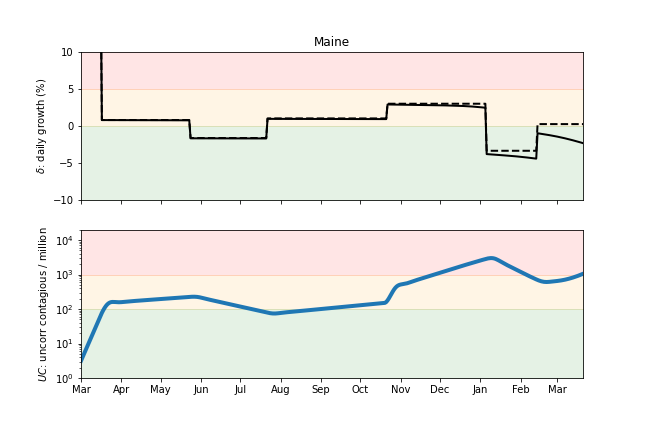 Maine
δ: daily growth (%)
10
5
0
−5
−10
UC: uncorr contagious / million
10⁴
10³
10²
10¹
10⁰
Mar Apr May Jun Jul Aug Sep Oct Nov Dec Jan Feb Mar